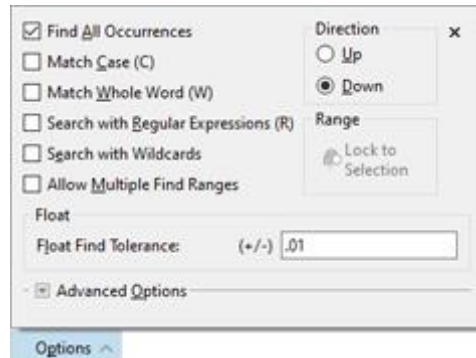 Find All Occurrences
Match Case (C)
Match Whole Word (W)
Search with Regular Expressions (R)
Search with Wildcards
Allow Multiple Find Ranges
Direction
Up
Down
Range
Lock to
Selection
Float
Float Find Tolerance: (+/-) .01
Advanced Options
Options